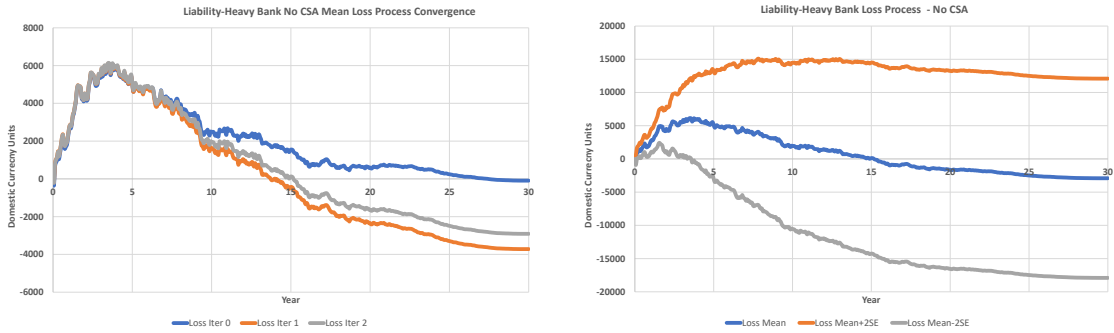 Liability-Heavy Bank No CSA Mean Loss Process Convergence
8000
6000
4000
2000
0
-2000
-4000
-6000
0
5
10
15
20
25
30
Domestic Curreny Units
Year
Loss Iter 0
Loss Iter 1
Loss Iter 2
Liability-Heavy Bank Loss Process - No CSA
20000
15000
10000
5000
0
-5000
-10000
-15000
-20000
0
5
10
15
20
25
30
Domestic Curreny Units
Year
Loss Mean
Loss Mean+2SE
Loss Mean-2SE